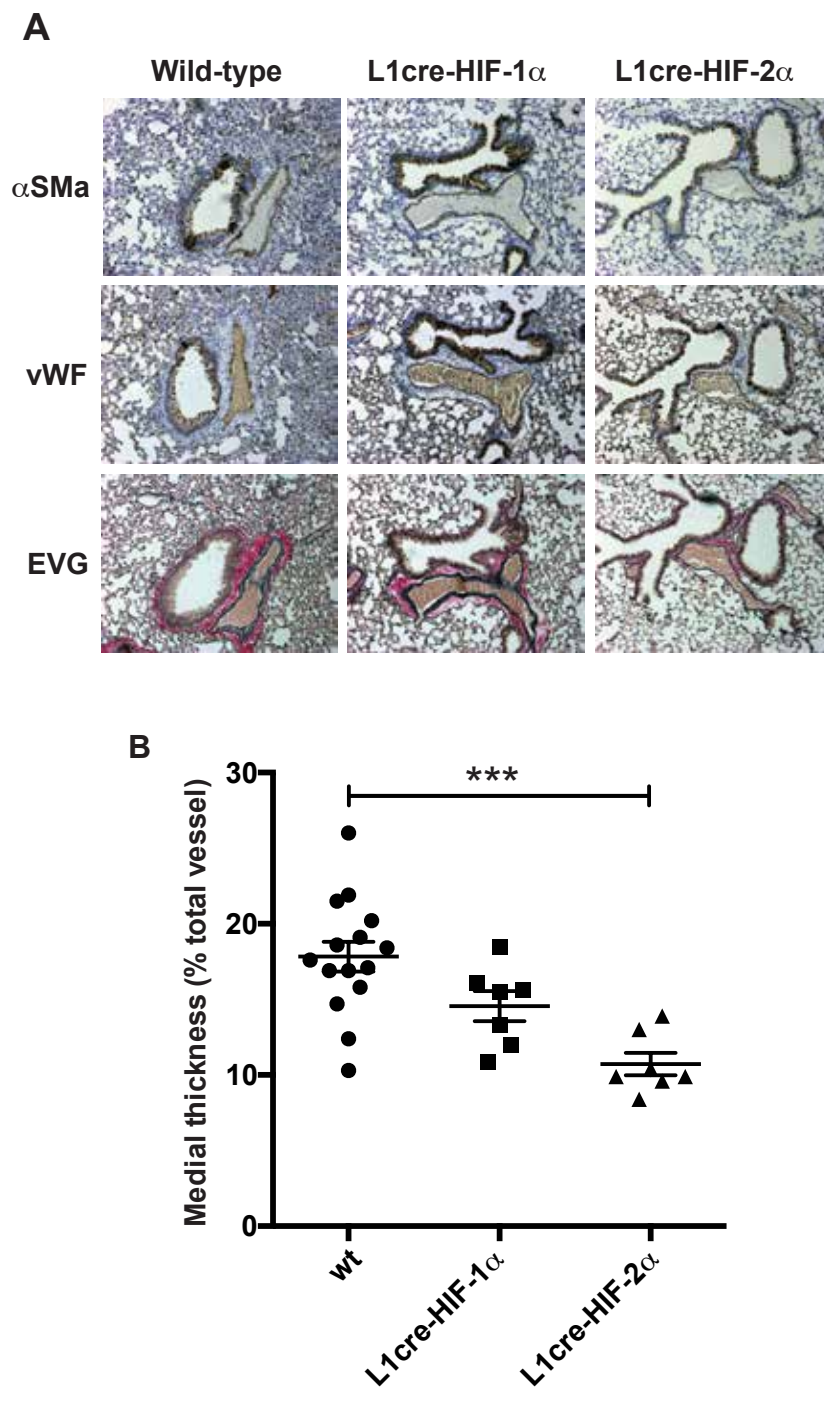 A
Wild-type L1cre-HIF-1α L1cre-HIF-2α
αSMa
vWF
EVG
B
Medial thickness (% total vessel)
30
20
10
0
***
wt
L1cre-HIF-1α
L1cre-HIF-2α